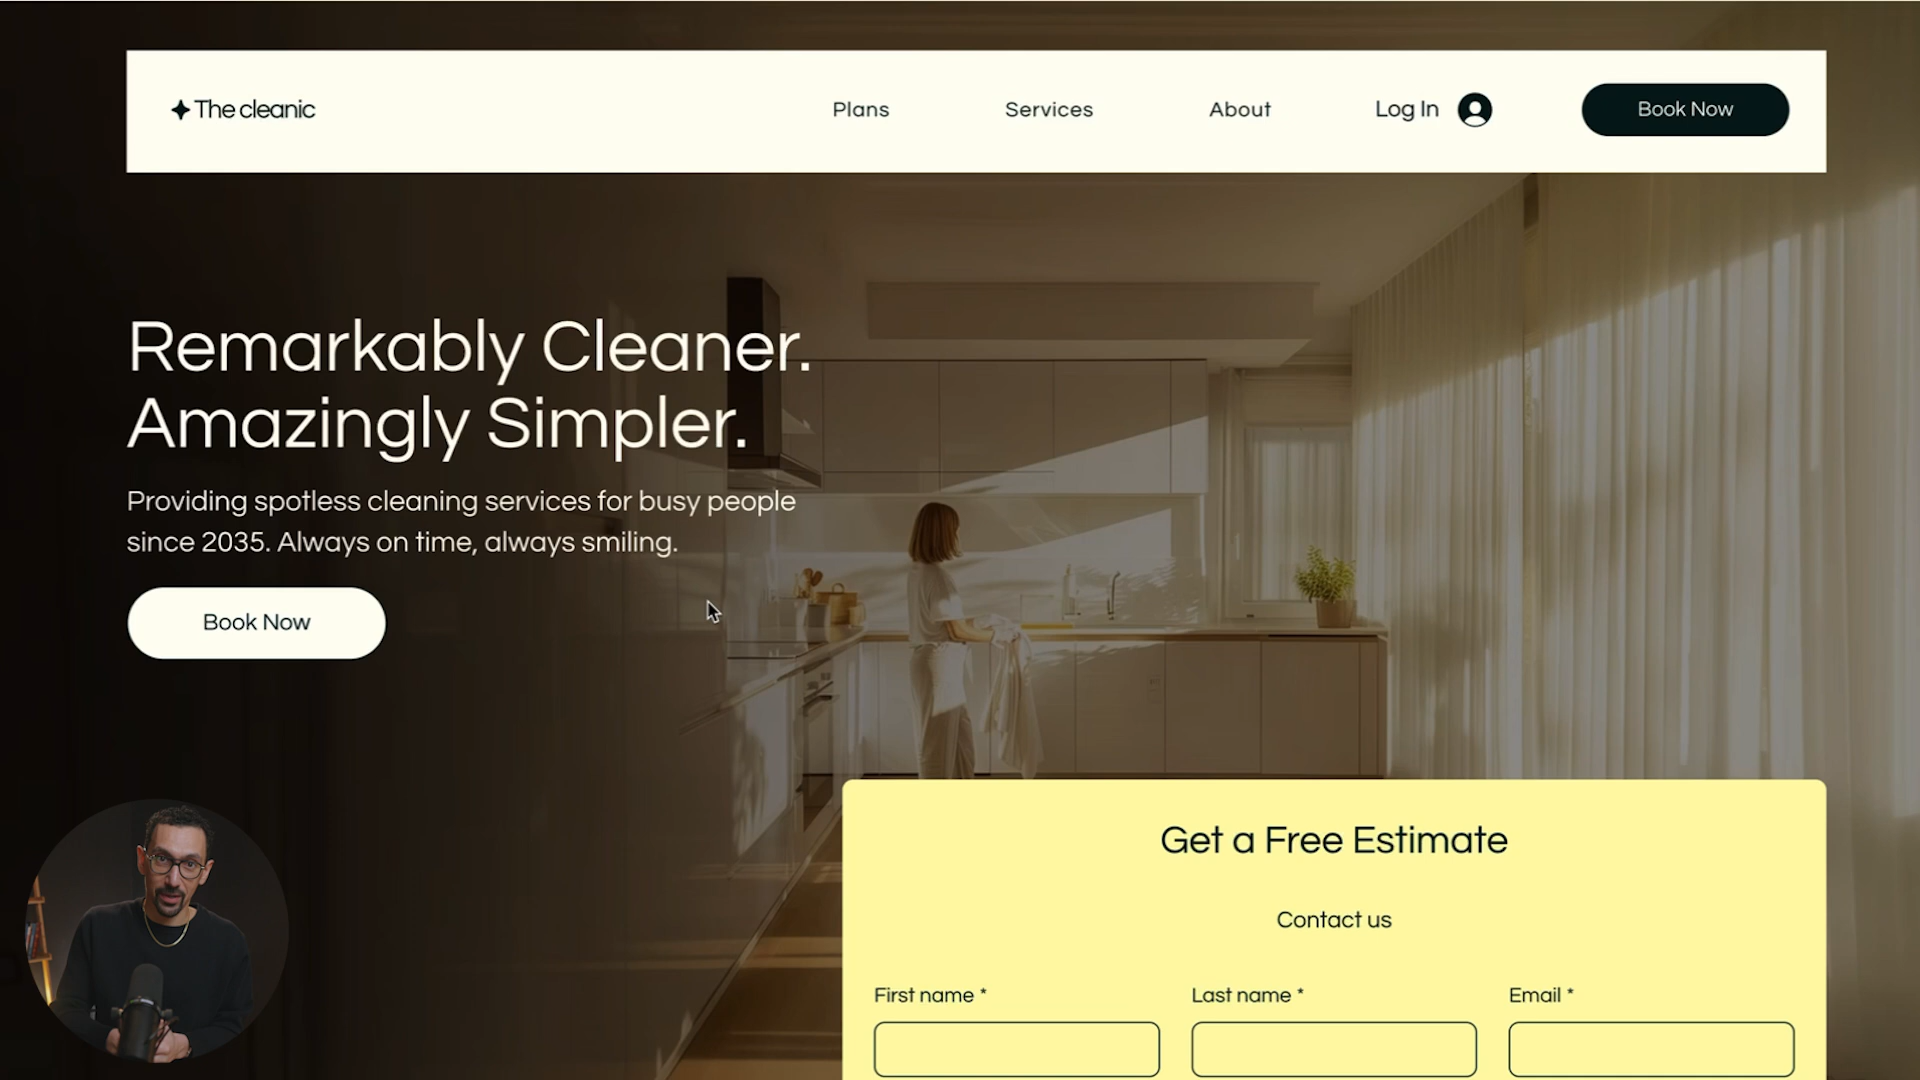 The cleanic
Plans
Services
About
Log In
Book Now
Remarkably Cleaner.
Amazingly Simpler.
Providing spotless cleaning services for busy people
since 2035. Always on time, always smiling.
Book Now
Get a Free Estimate
Contact us
First name *
Last name *
Email *